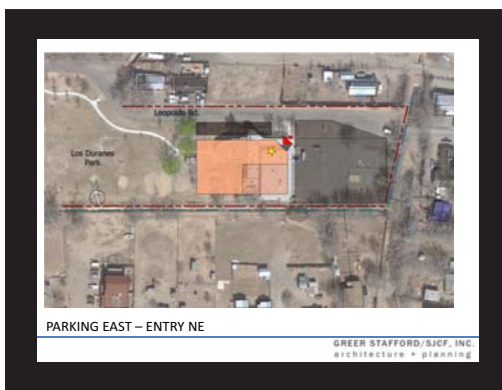 Leopoldo Rd.
Los Duranes
Park
PARKING EAST – ENTRY NE
GREER STAFFORD/SJCF, INC.
architecture + planning